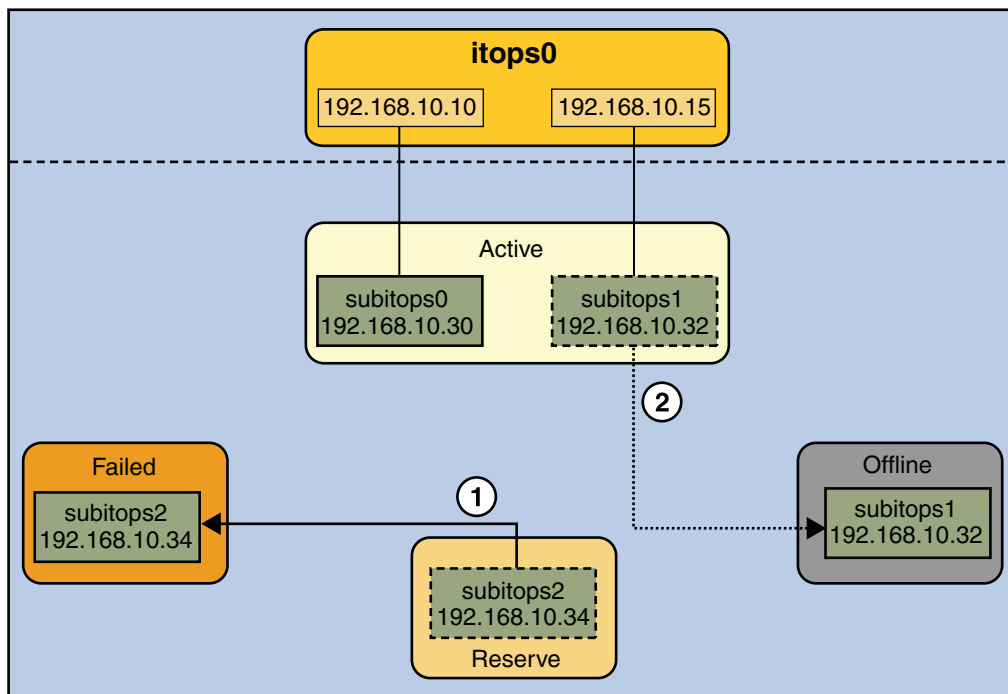 itops0
192.168.10.10
192.168.10.15
Active
subitops0
192.168.10.30
subitops1
192.168.10.32
2
Failed
subitops2
192.168.10.34
1
Offline
subitops1
192.168.10.32
subitops2
192.168.10.34
Reserve